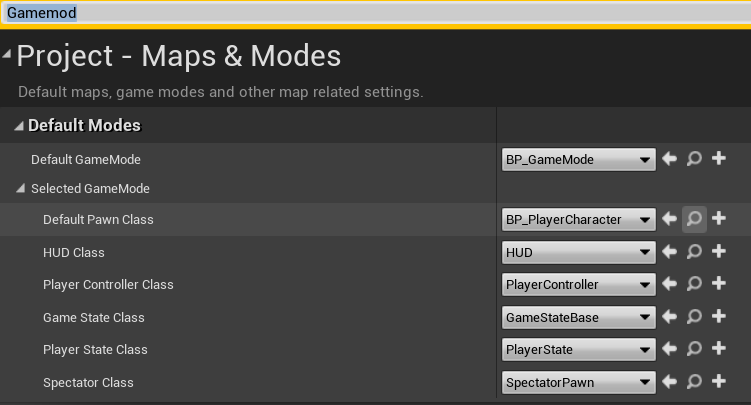 Gamemod
Project - Maps & Modes
Default maps, game modes and other map related settings.
Default Modes
Default GameMode BP_GameMode
Selected GameMode
Default Pawn Class BP_PlayerCharacter
HUD Class HUD
Player Controller Class PlayerController
Game State Class GameStateBase
Player State Class PlayerState
Spectator Class SpectatorPawn